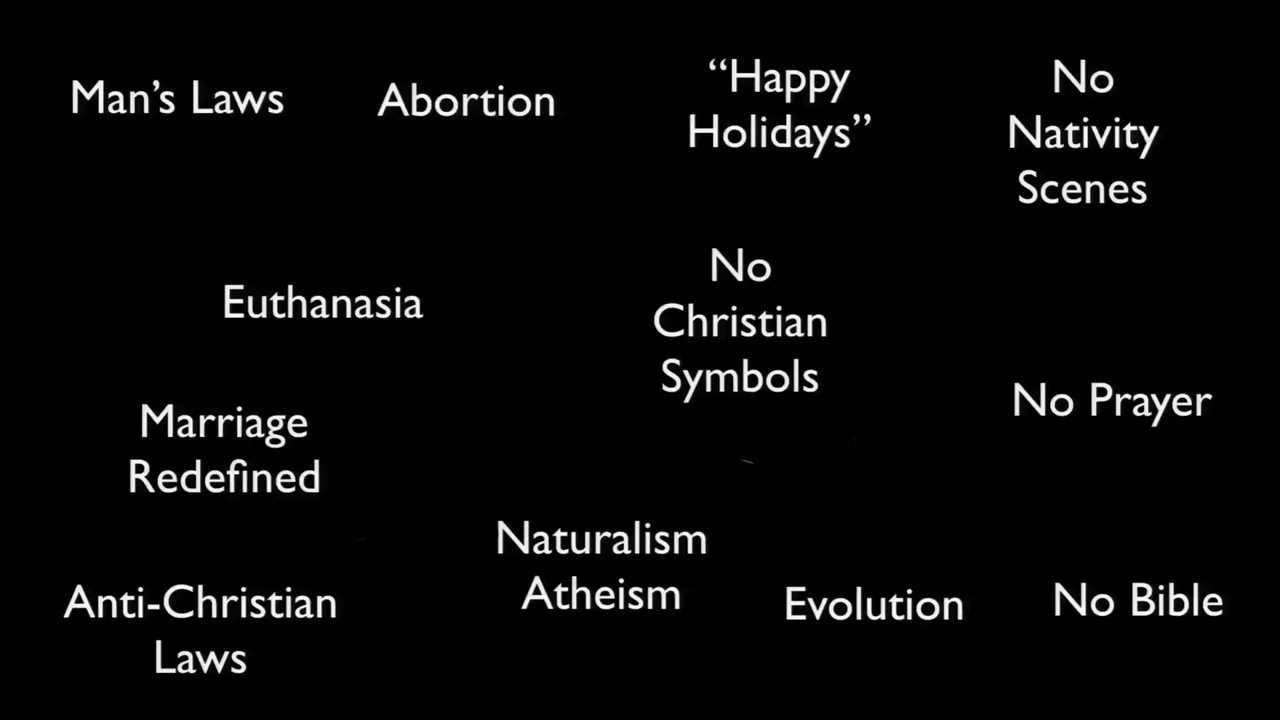 Man’s Laws
Abortion
“Happy
Holidays”
No
Nativity
Scenes
Euthanasia
No
Christian
Symbols
No Prayer
Marriage
Redefined
Naturalism
Atheism
Evolution
No Bible
Anti-Christian
Laws